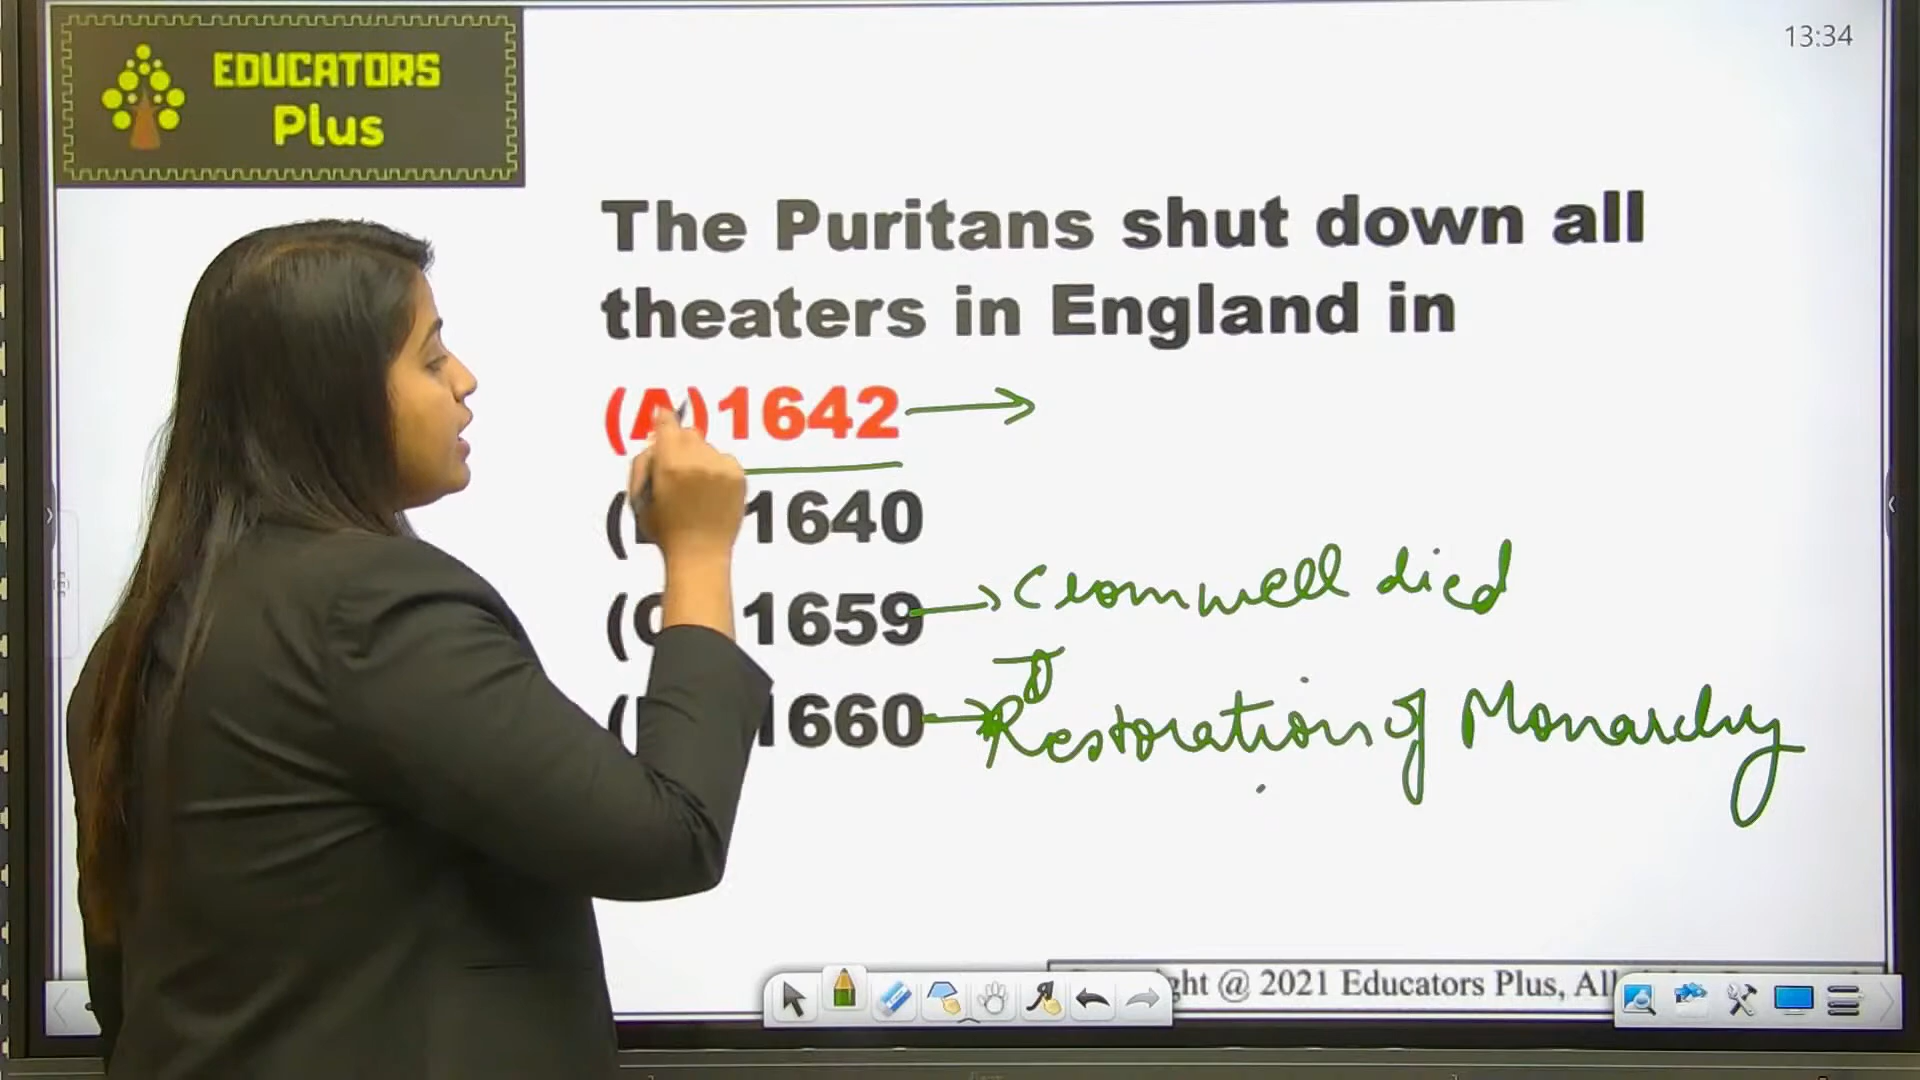 EDUCATORS
Plus
13:34
The Puritans shut down all
theaters in England in
(A)1642
1640
1659 Cromwell died
1660 Restoration of Monarchy
ght @ 2021 Educators Plus, All